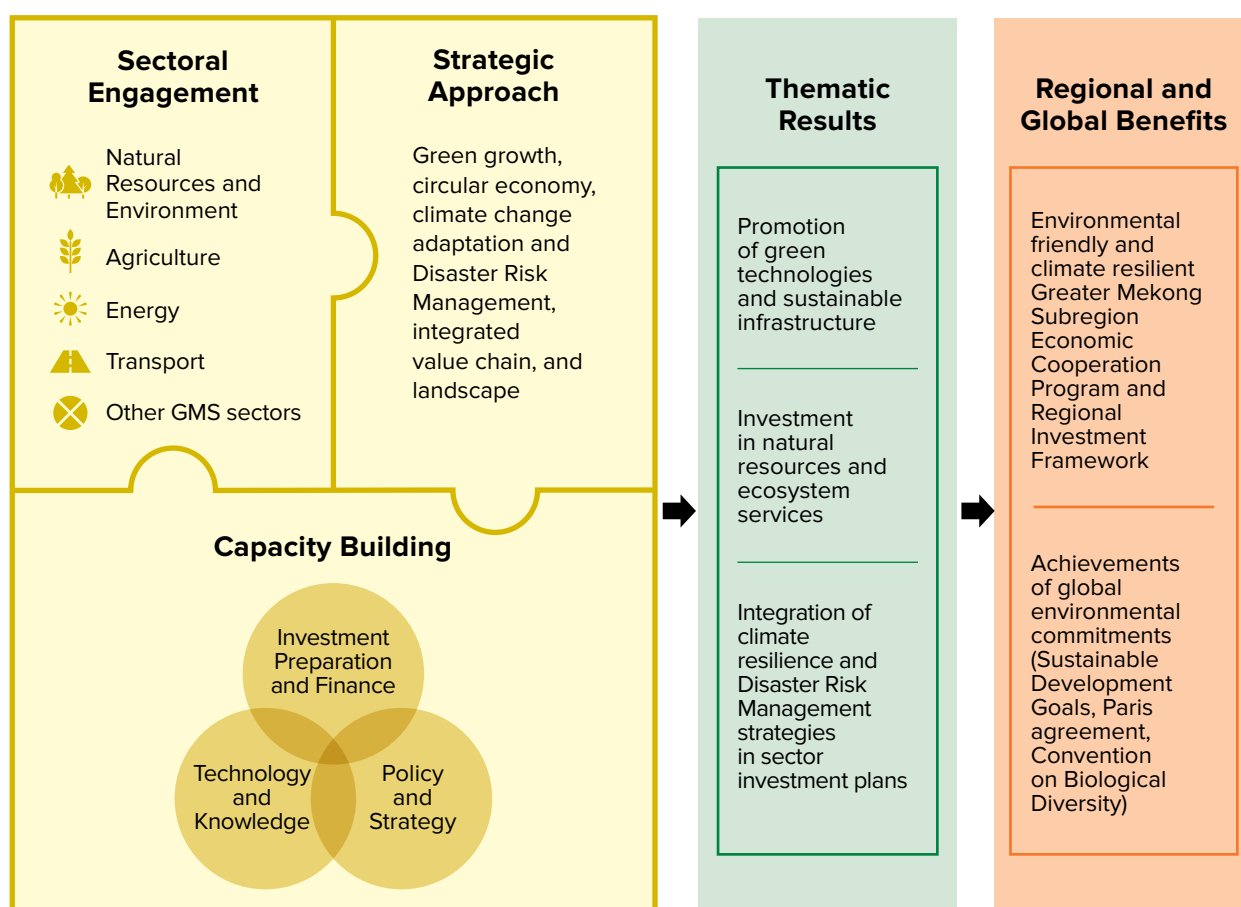 Sectoral
Engagement
Natural
Resources and
Environment
Agriculture
Energy
Transport
Other GMS sectors
Strategic
Approach
Green growth,
circular economy,
climate change
adaptation and
Disaster Risk
Management,
integrated
value chain, and
landscape
Capacity Building
Investment
Preparation
and Finance
Technology
and
Knowledge
Policy
and
Strategy
Thematic
Results
Promotion
of green
technologies
and sustainable
infrastructure
Investment
in natural
resources and
ecosystem
services
Integration of
climate
resilience and
Disaster Risk
Management
strategies
in sector
investment plans
Regional and
Global Benefits
Environmental
friendly and
climate resilient
Greater Mekong
Subregion
Economic
Cooperation
Program and
Regional
Investment
Framework
Achievements
of global
environmental
commitments
(Sustainable
Development
Goals, Paris
agreement,
Convention
on Biological
Diversity)